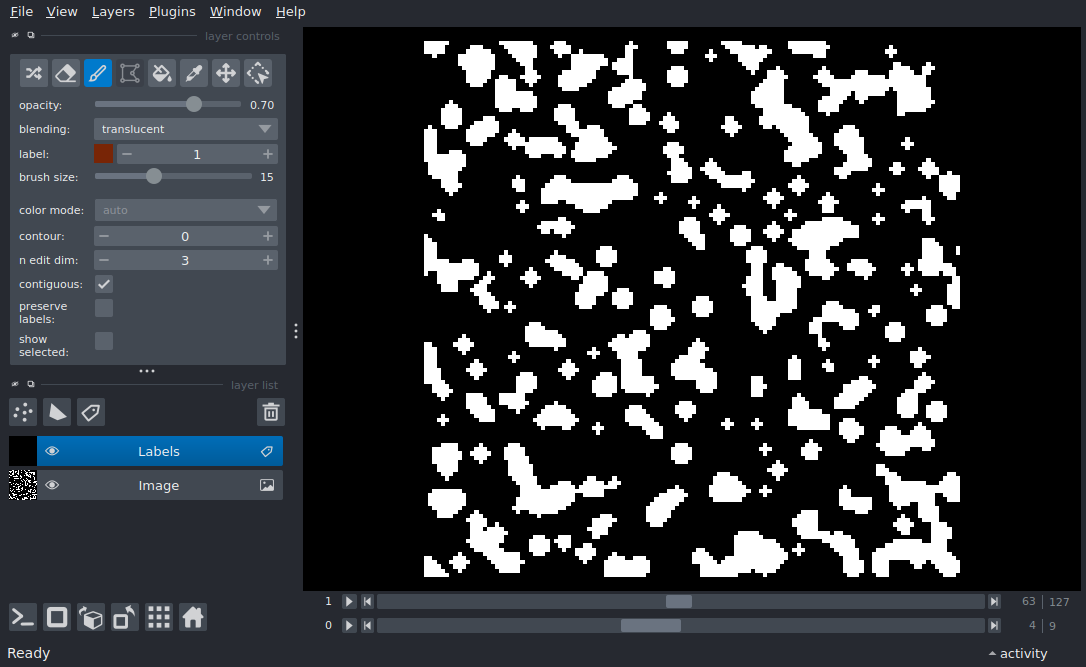 File View Layers Plugins Window Help
layer controls
opacity: 0.70
blending: translucent
label: 1
brush size: 15
color mode: auto
contour: 0
n edit dim: 3
contiguous:
preserve
labels:
show
selected:
layer list
Labels
Image
1 63 127
0 4 9
Ready activity